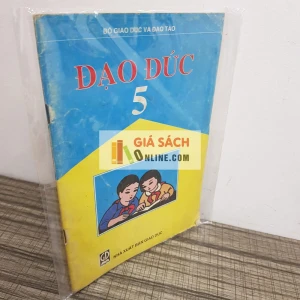 BỘ GIÁO DỤC VÀ ĐÀO TẠO
ĐẠO ĐỨC
5
GIÁ SÁCH
ONLINE.COM
NHÀ XUẤT BẢN GIÁO DỤC